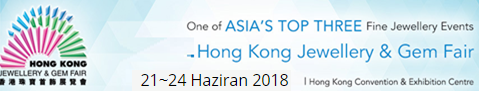 HONG KONG
JEWELLERY & GEM FAIR
香港珠寶首飾展覽會
One of ASIA'S TOP THREE Fine Jewellery Events
Hong Kong Jewellery & Gem Fair
21~24 Haziran 2018
| Hong Kong Convention & Exhibition Centre